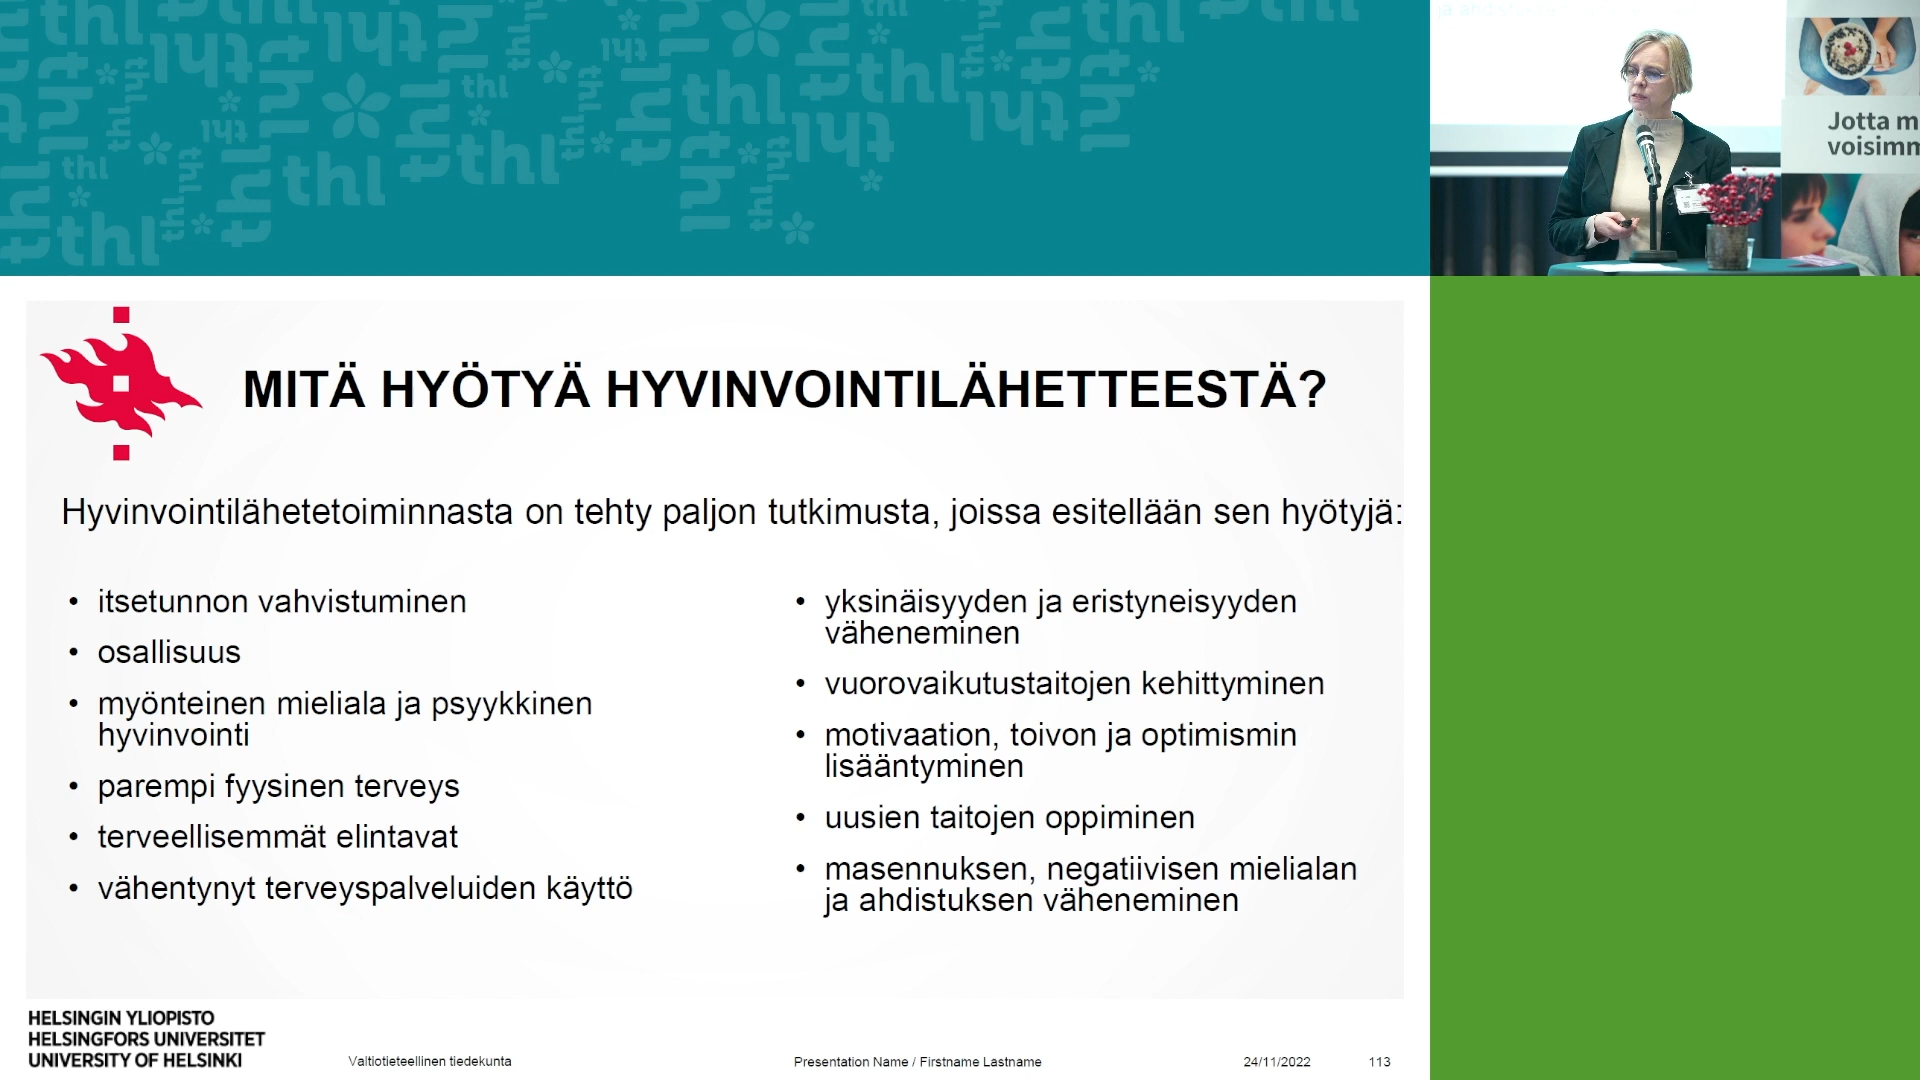 thl
Jotta m
voisimm
MITÄ HYÖTYÄ HYVINVOINTILÄHETTEESTÄ?
Hyvinvointilähetetoiminnasta on tehty paljon tutkimusta, joissa esitellään sen hyötyjä:
• itsetunnon vahvistuminen
• osallisuus
• myönteinen mieliala ja psyykkinen
hyvinvointi
• parempi fyysinen terveys
• terveellisemmät elintavat
• vähentynyt terveyspalveluiden käyttö
• yksinäisyyden ja eristyneisyyden
väheneminen
• vuorovaikutustaitojen kehittyminen
• motivaation, toivon ja optimismin
lisääntyminen
• uusien taitojen oppiminen
• masennuksen, negatiivisen mielialan
ja ahdistuksen väheneminen
HELSINGIN YLIOPISTO
HELSINGFORS UNIVERSITET
UNIVERSITY OF HELSINKI
Valtiotieteellinen tiedekunta
Presentation Name / Firstname Lastname
24/11/2022
113